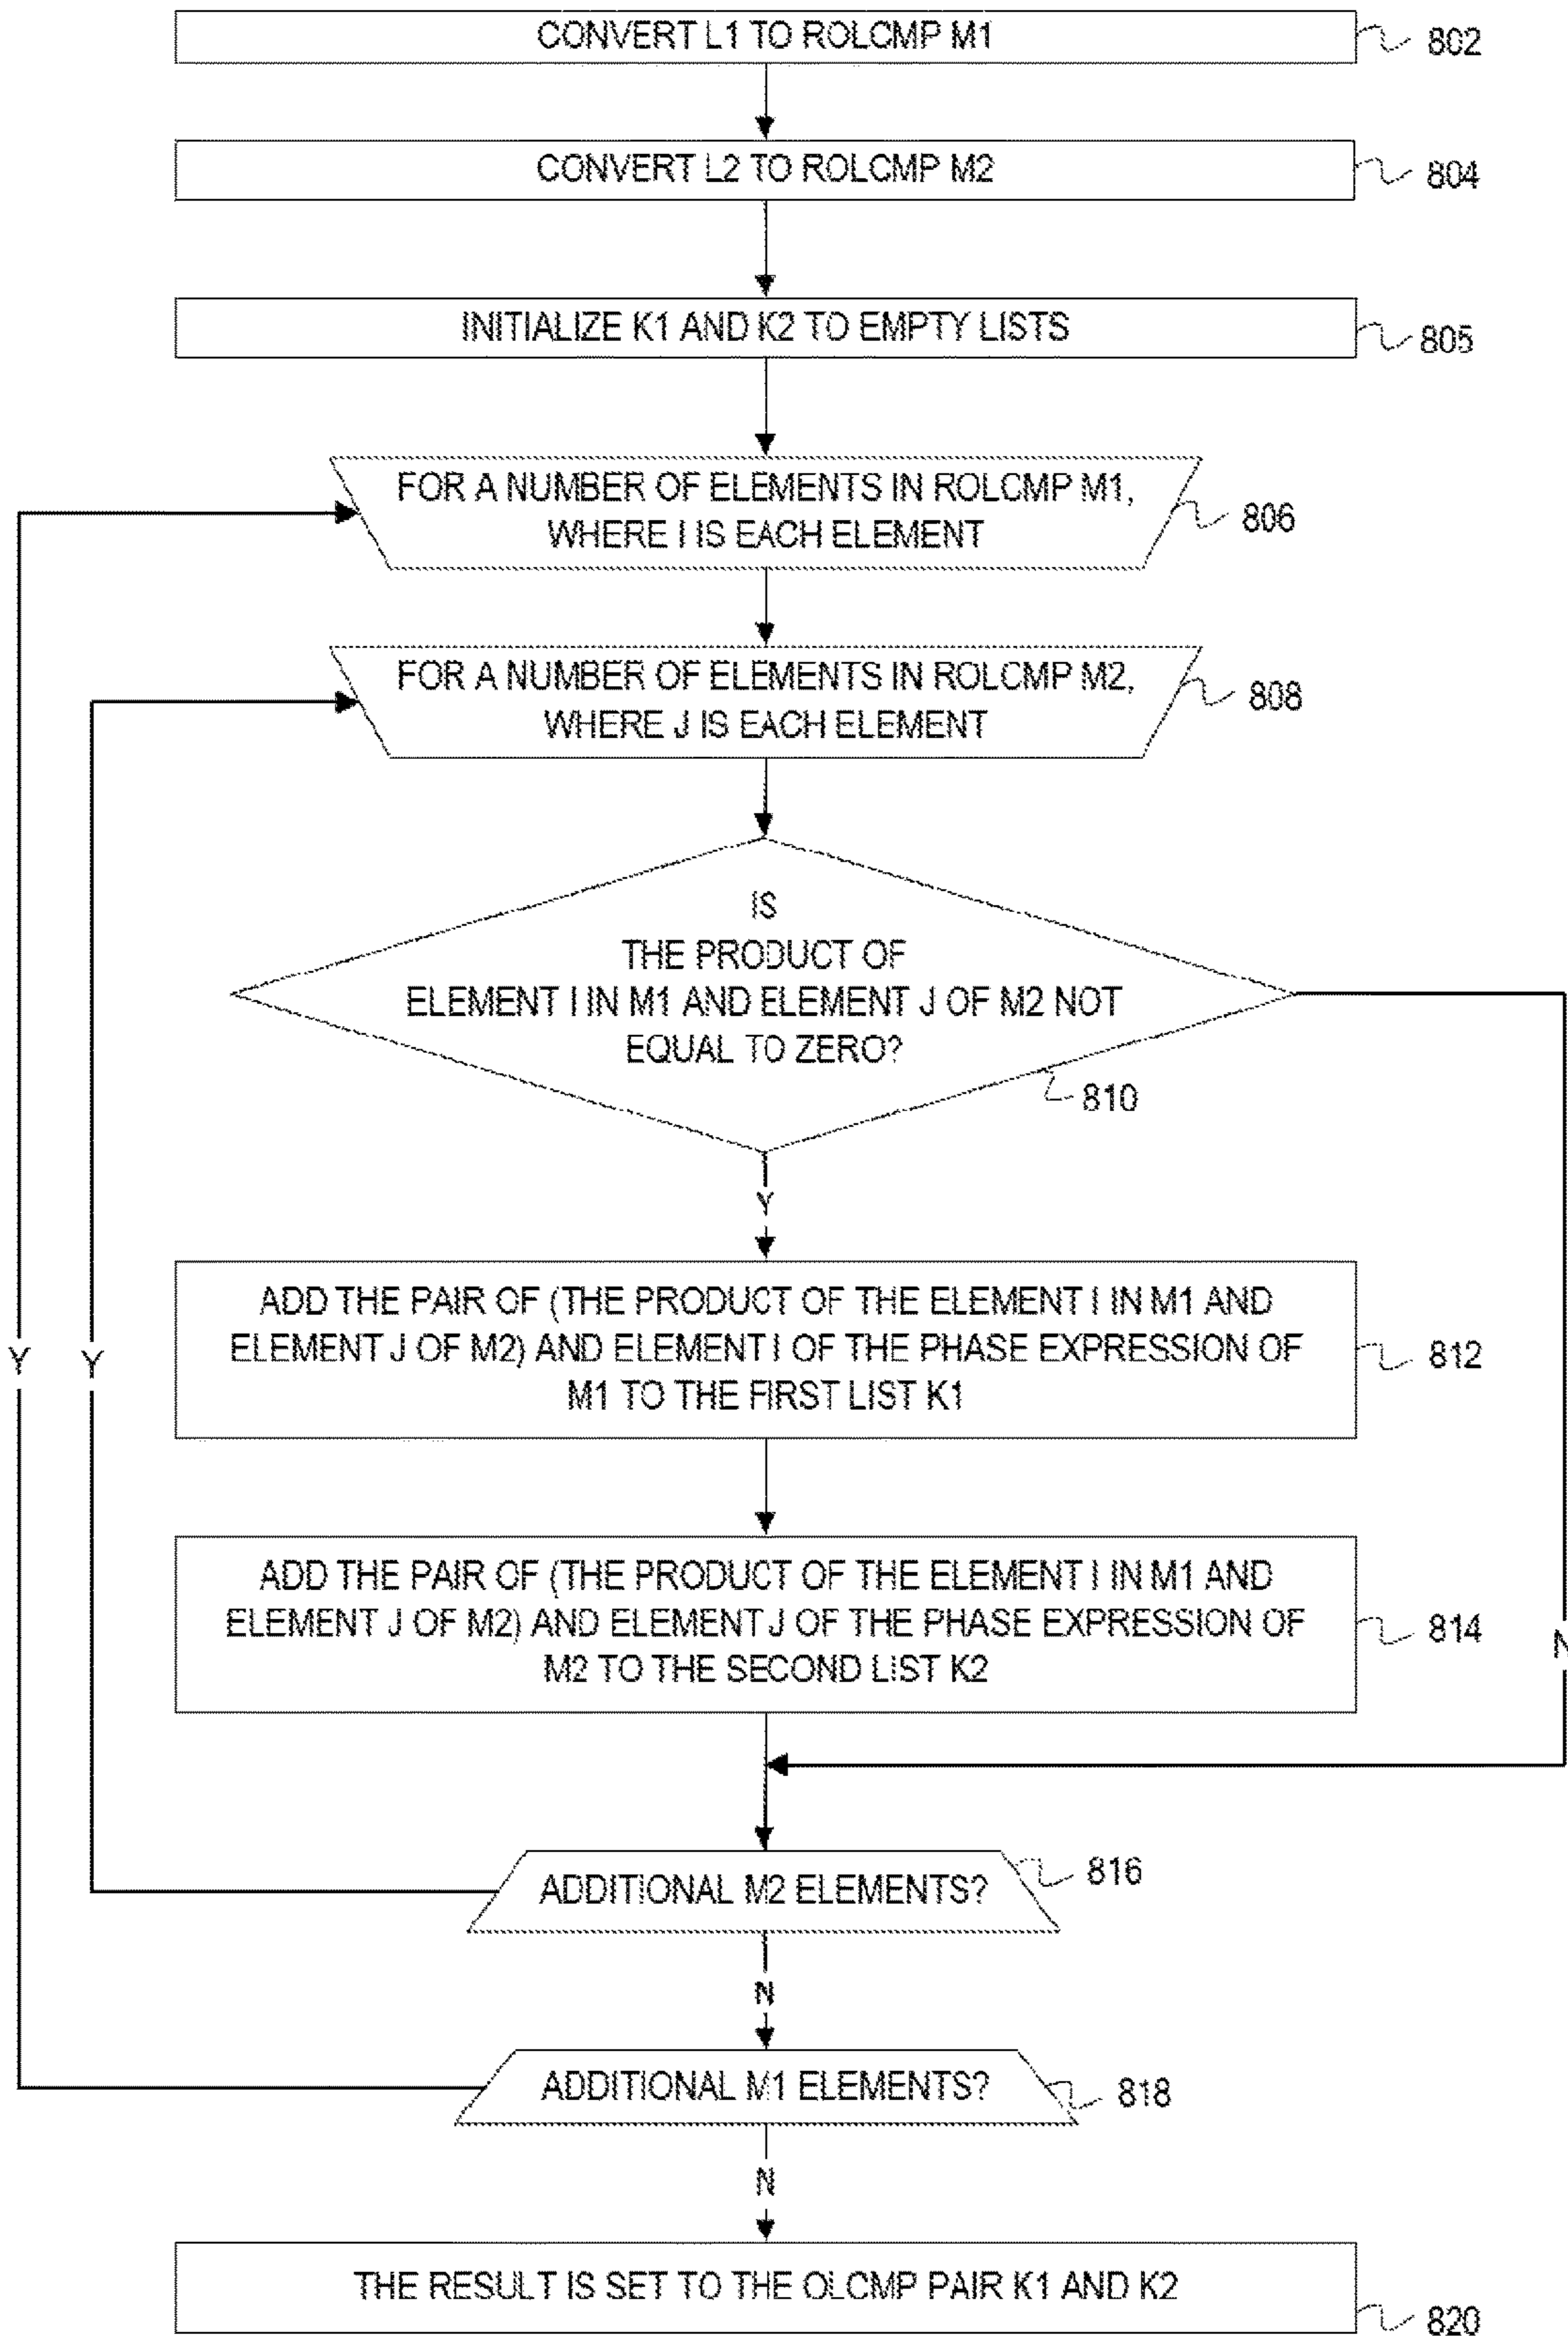 CONVERT L1 TO ROLCMP M1
802
CONVERT L2 TO ROLCMP M2
804
INITIALIZE K1 AND K2 TO EMPTY LISTS
805
FOR A NUMBER OF ELEMENTS IN ROLCMP M1,
WHERE I IS EACH ELEMENT
806
FOR A NUMBER OF ELEMENTS IN ROLCMP M2,
WHERE J IS EACH ELEMENT
808
IS
THE PRODUCT OF
ELEMENT I IN M1 AND ELEMENT J OF M2 NOT
EQUAL TO ZERO?
810
Y
ADD THE PAIR OF (THE PRODUCT OF THE ELEMENT I IN M1 AND
ELEMENT J OF M2) AND ELEMENT I OF THE PHASE EXPRESSION OF
M1 TO THE FIRST LIST K1
812
Y
Y
ADD THE PAIR OF (THE PRODUCT OF THE ELEMENT I IN M1 AND
ELEMENT J OF M2) AND ELEMENT J OF THE PHASE EXPRESSION OF
M2 TO THE SECOND LIST K2
814
N
ADDITIONAL M2 ELEMENTS?
816
N
ADDITIONAL M1 ELEMENTS?
818
N
THE RESULT IS SET TO THE OLCMP PAIR K1 AND K2
820